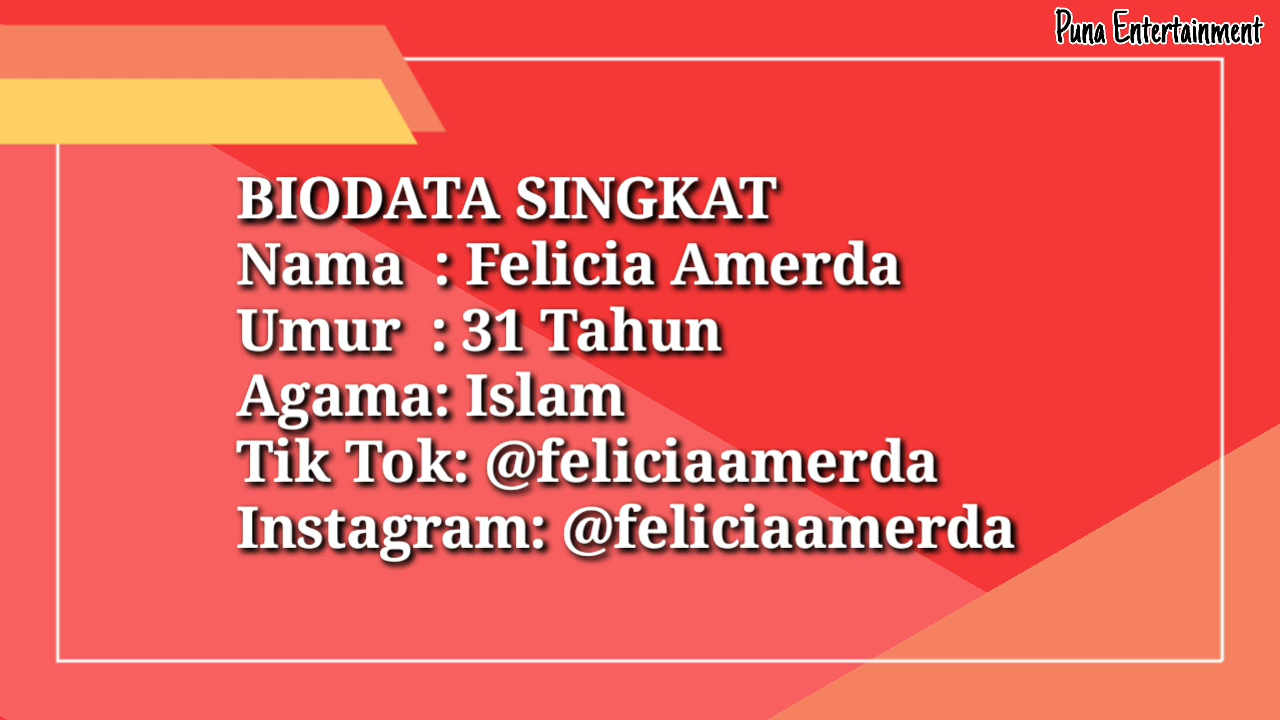 Puna Entertainment
BIODATA SINGKAT
Nama : Felicia Amerda
Umur : 31 Tahun
Agama: Islam
Tik Tok: @feliciaamerda
Instagram: @feliciaamerda